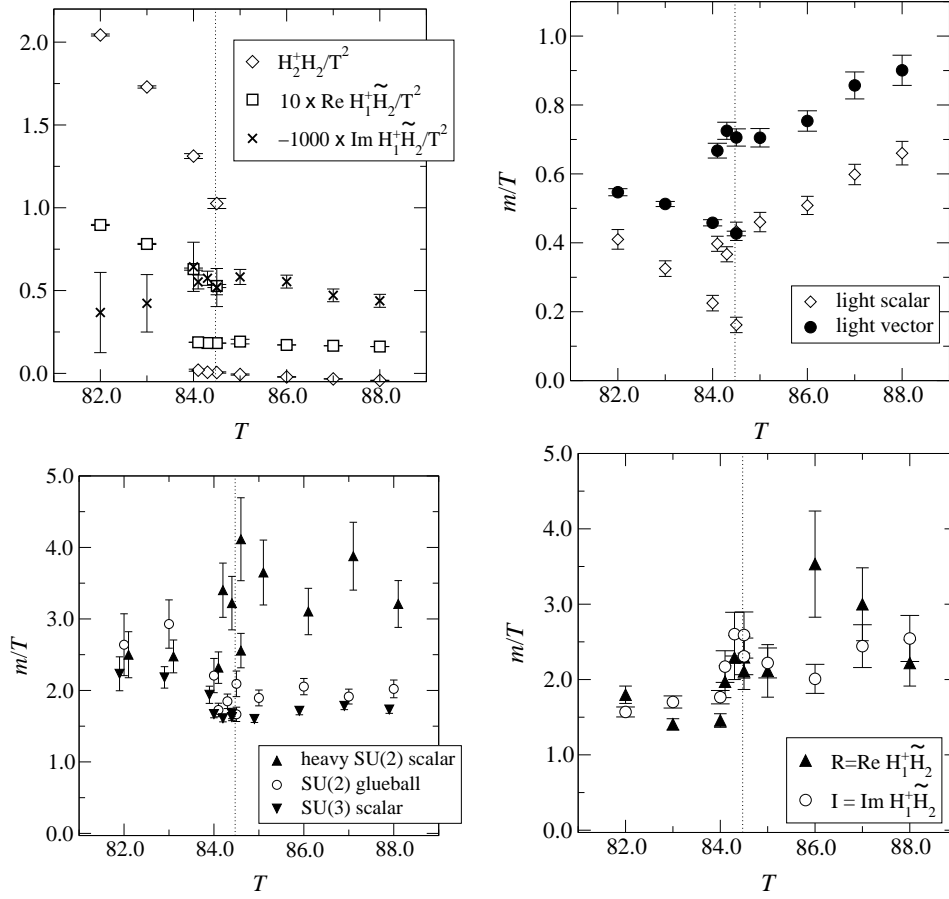 2.0
1.5
1.0
0.5
0.0
H₂⁺H₂/T²
10 x Re H₁⁺H̃₂/T²
−1000 x Im H₁⁺H̃₂/T²
82.0 84.0 86.0 88.0
T
1.0
0.8
0.6
0.4
0.2
0.0
m/T
light scalar
light vector
82.0 84.0 86.0 88.0
T
5.0
4.0
3.0
2.0
1.0
0.0
m/T
heavy SU(2) scalar
SU(2) glueball
SU(3) scalar
82.0 84.0 86.0 88.0
T
5.0
4.0
3.0
2.0
1.0
0.0
m/T
R=Re H₁⁺H̃₂
I = Im H₁⁺H̃₂
82.0 84.0 86.0 88.0
T